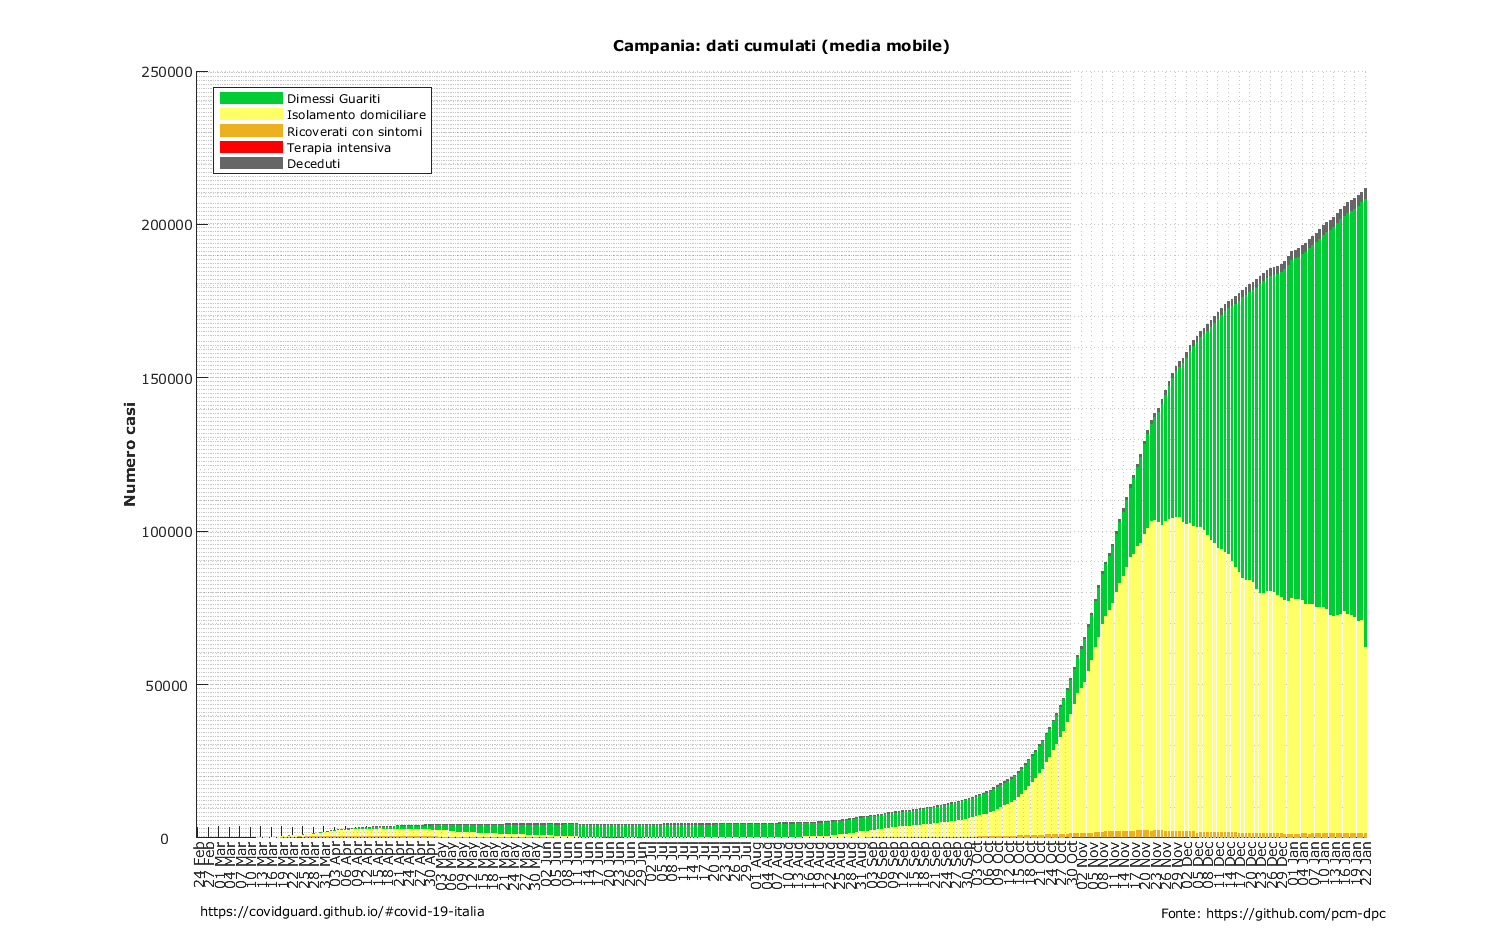 Campania: dati cumulati (media mobile)
250000
200000
150000
100000
50000
0
Numero casi
Dimessi Guariti
Isolamento domiciliare
Ricoverati con sintomi
Terapia intensiva
Deceduti
24 Feb
27 Feb
01 Mar
04 Mar
07 Mar
10 Mar
13 Mar
16 Mar
19 Mar
22 Mar
25 Mar
28 Mar
31 Mar
03 Apr
06 Apr
09 Apr
12 Apr
15 Apr
18 Apr
21 Apr
24 Apr
27 Apr
30 Apr
03 May
06 May
09 May
12 May
15 May
18 May
21 May
24 May
27 May
30 May
02 Jun
05 Jun
08 Jun
11 Jun
14 Jun
17 Jun
20 Jun
23 Jun
26 Jun
29 Jun
02 Jul
05 Jul
08 Jul
11 Jul
14 Jul
17 Jul
20 Jul
23 Jul
26 Jul
29 Jul
01 Aug
04 Aug
07 Aug
10 Aug
13 Aug
16 Aug
19 Aug
22 Aug
25 Aug
28 Aug
31 Aug
03 Sep
06 Sep
09 Sep
12 Sep
15 Sep
18 Sep
21 Sep
24 Sep
27 Sep
30 Sep
03 Oct
06 Oct
09 Oct
12 Oct
15 Oct
18 Oct
21 Oct
24 Oct
27 Oct
30 Oct
02 Nov
05 Nov
08 Nov
11 Nov
14 Nov
17 Nov
20 Nov
23 Nov
26 Nov
29 Nov
02 Dec
05 Dec
08 Dec
11 Dec
14 Dec
17 Dec
20 Dec
23 Dec
26 Dec
29 Dec
01 Jan
04 Jan
07 Jan
10 Jan
13 Jan
16 Jan
19 Jan
22 Jan
https://covidguard.github.io/#covid-19-italia
Fonte: https://github.com/pcm-dpc